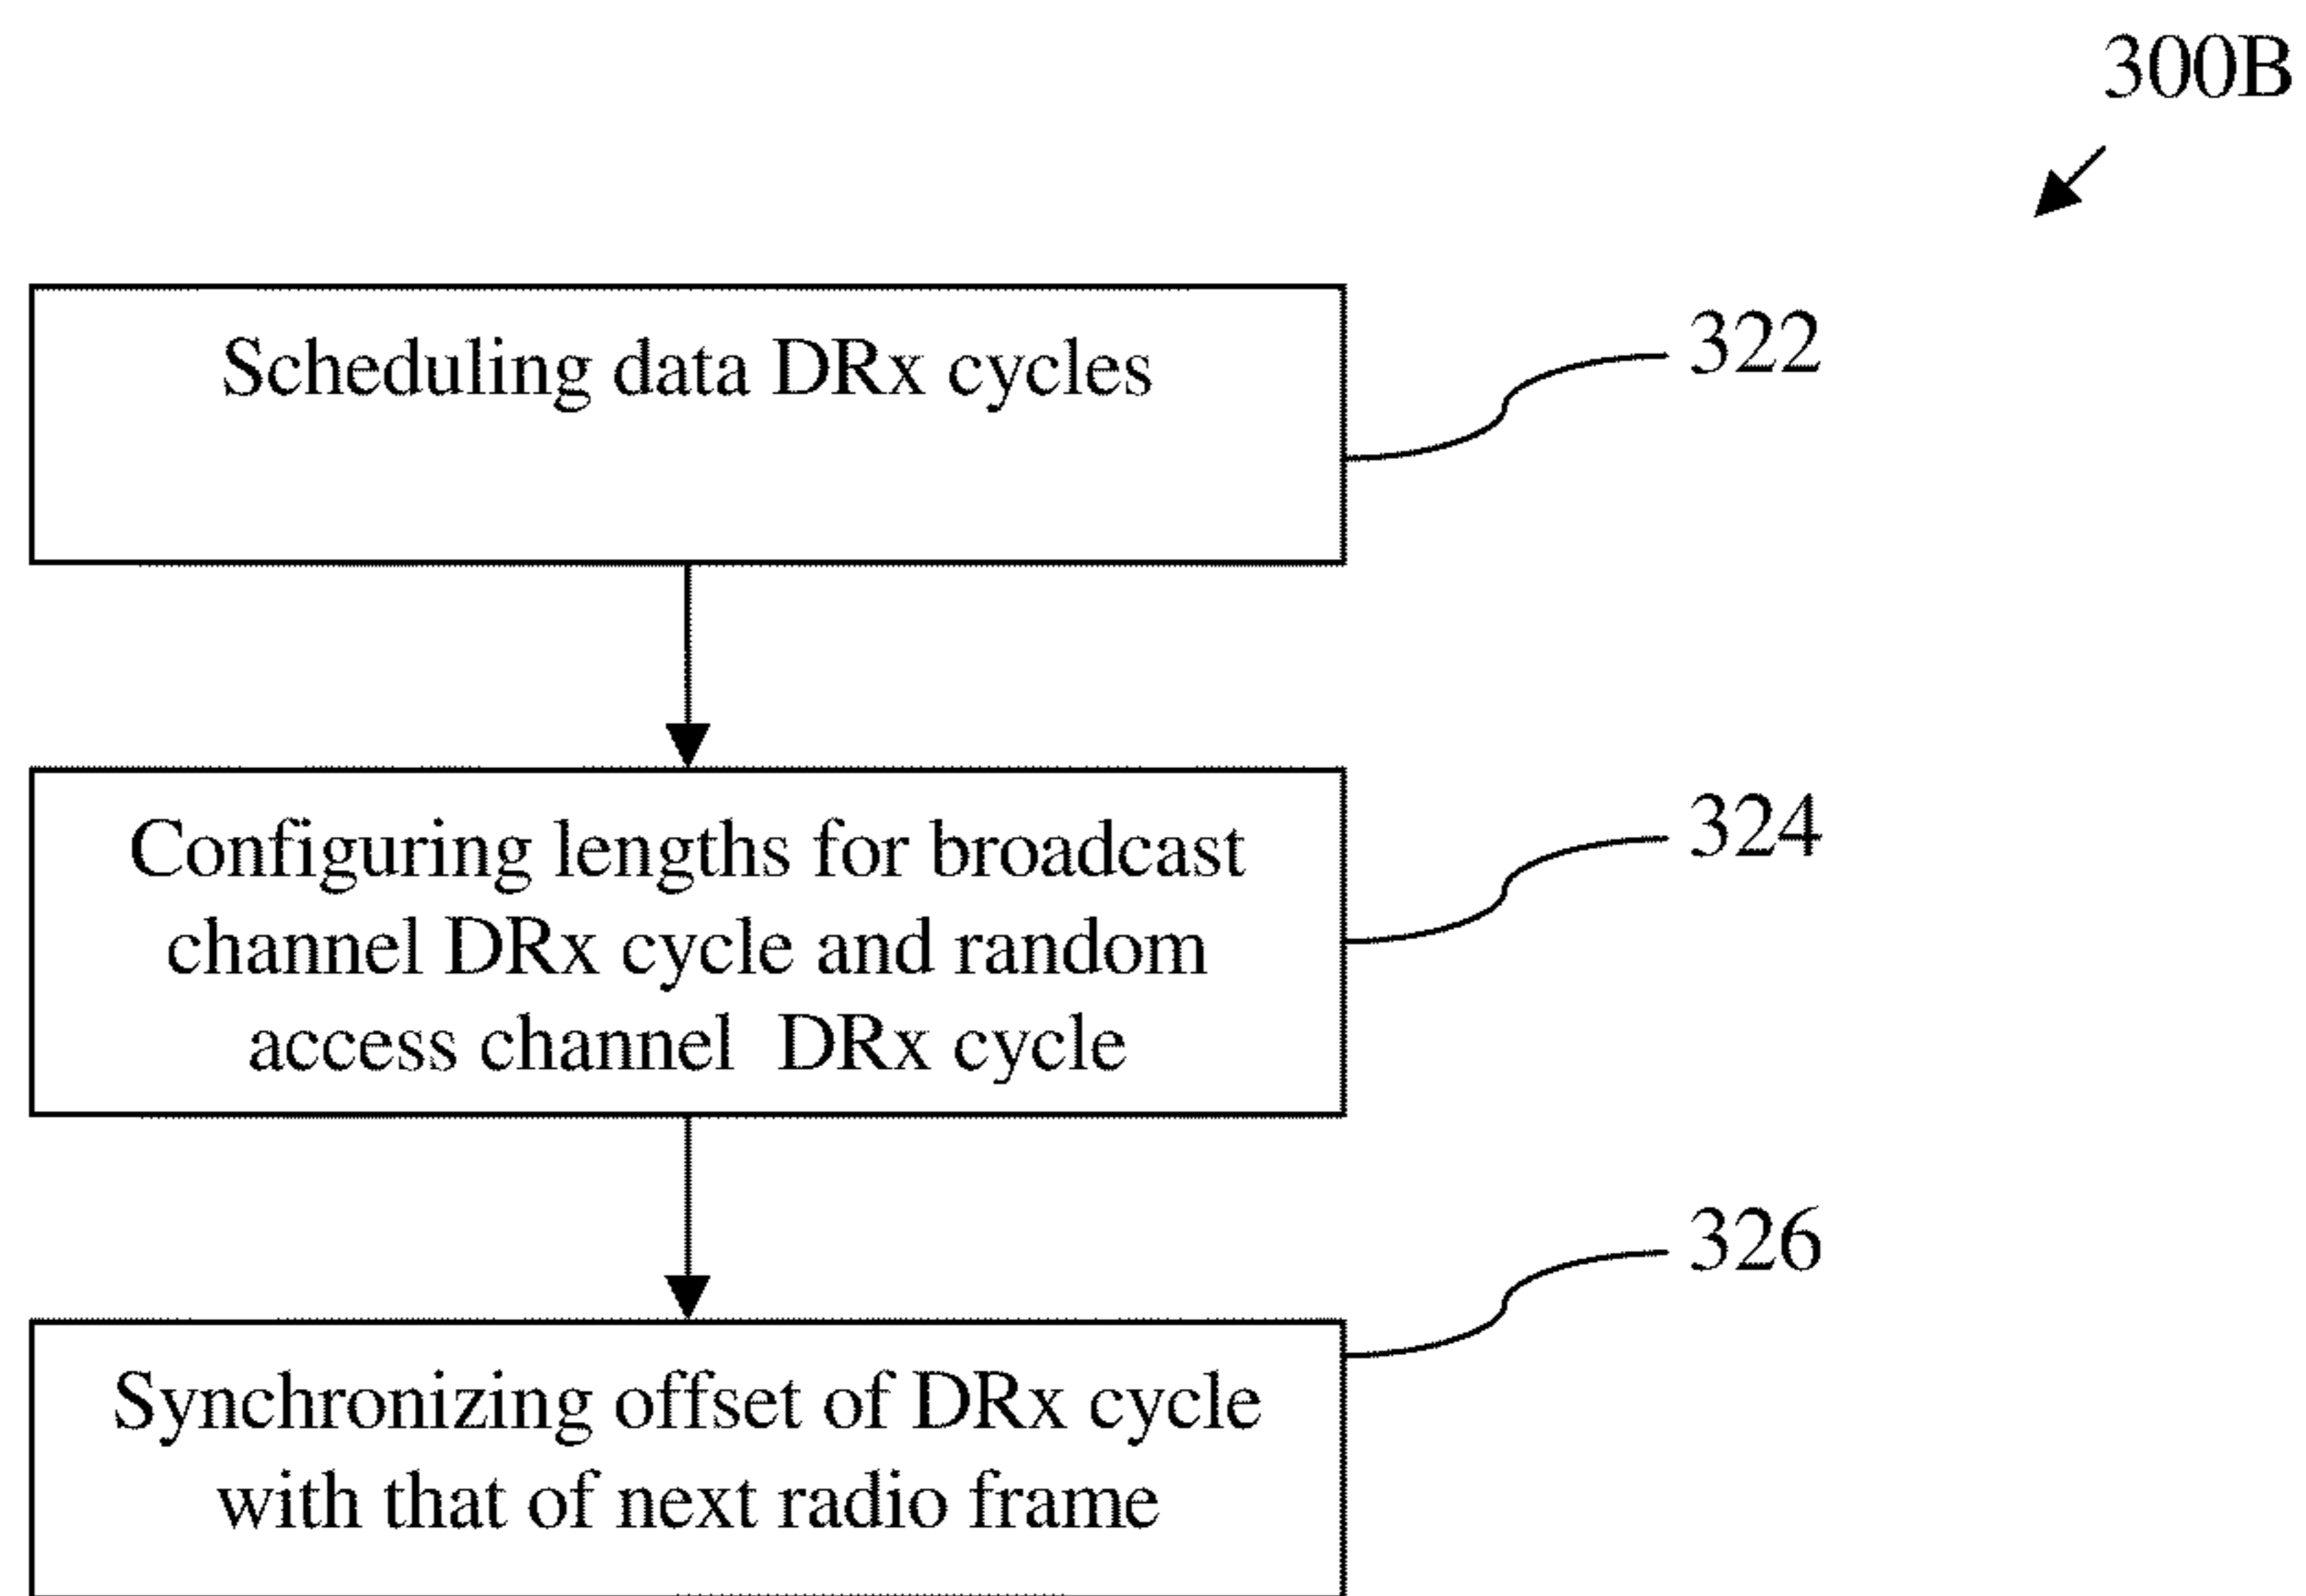 300B
Scheduling data DRx cycles
322
Configuring lengths for broadcast
channel DRx cycle and random
access channel DRx cycle
324
326
Synchronizing offset of DRx cycle
with that of next radio frame